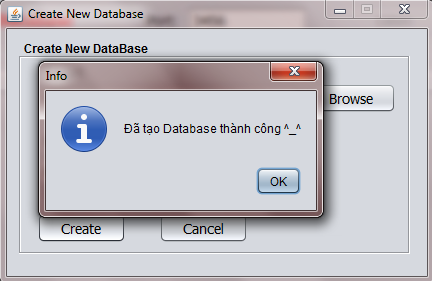 Create New Database
Create New DataBase
Info
Browse
Đã tạo Database thành công ^_^
OK
Create
Cancel